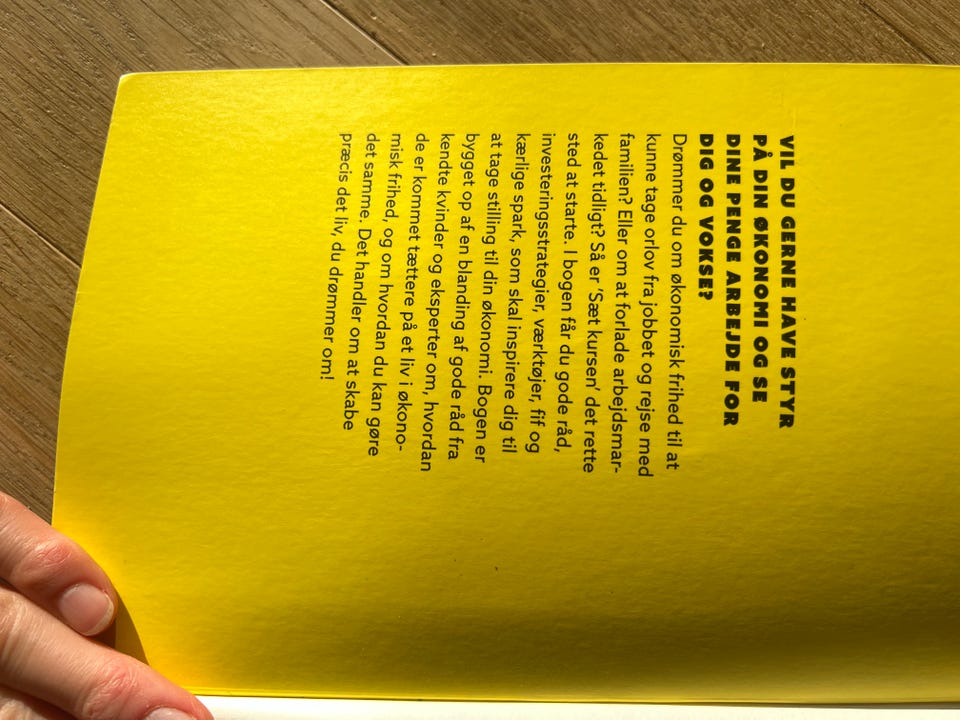 VIL DU GERNE HAVE STYR
PÅ DIN ØKONOMI OG SE
DINE PENGE ARBEJDE FOR
DIG OG VOKSE?
Drømmer du om økonomisk frihed til at
kunne tage orlov fra jobbet og rejse med
familien? Eller om at forlade arbejdsmar-
kedet tidligt? Så er ’Sæt kursen’ det rette
sted at starte. I bogen får du gode råd,
investeringsstrategier, værktøjer, fif og
kærlige spark, som skal inspirere dig til
at tage stilling til din økonomi. Bogen er
bygget op af en blanding af gode råd fra
kendte kvinder og eksperter om, hvordan
de er kommet tættere på et liv i økono-
misk frihed, og om hvordan du kan gøre
det samme. Det handler om at skabe
præcis det liv, du drømmer om!